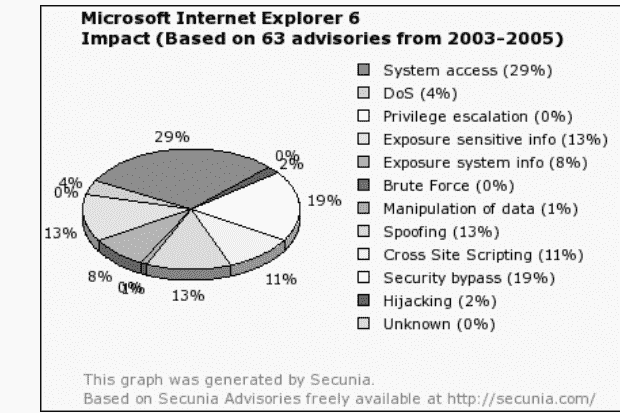 Microsoft Internet Explorer 6
Impact (Based on 63 advisories from 2003-2005)
System access (29%)
DoS (4%)
Privilege escalation (0%)
Exposure sensitive info (13%)
Exposure system info (8%)
Brute Force (0%)
Manipulation of data (1%)
Spoofing (13%)
Cross Site Scripting (11%)
Security bypass (19%)
Hijacking (2%)
Unknown (0%)
29%
0%
2%
4%
0%
19%
13%
8%
0%
1%
13%
11%
This graph was generated by Secunia.
Based on Secunia Advisories freely available at http://secunia.com/